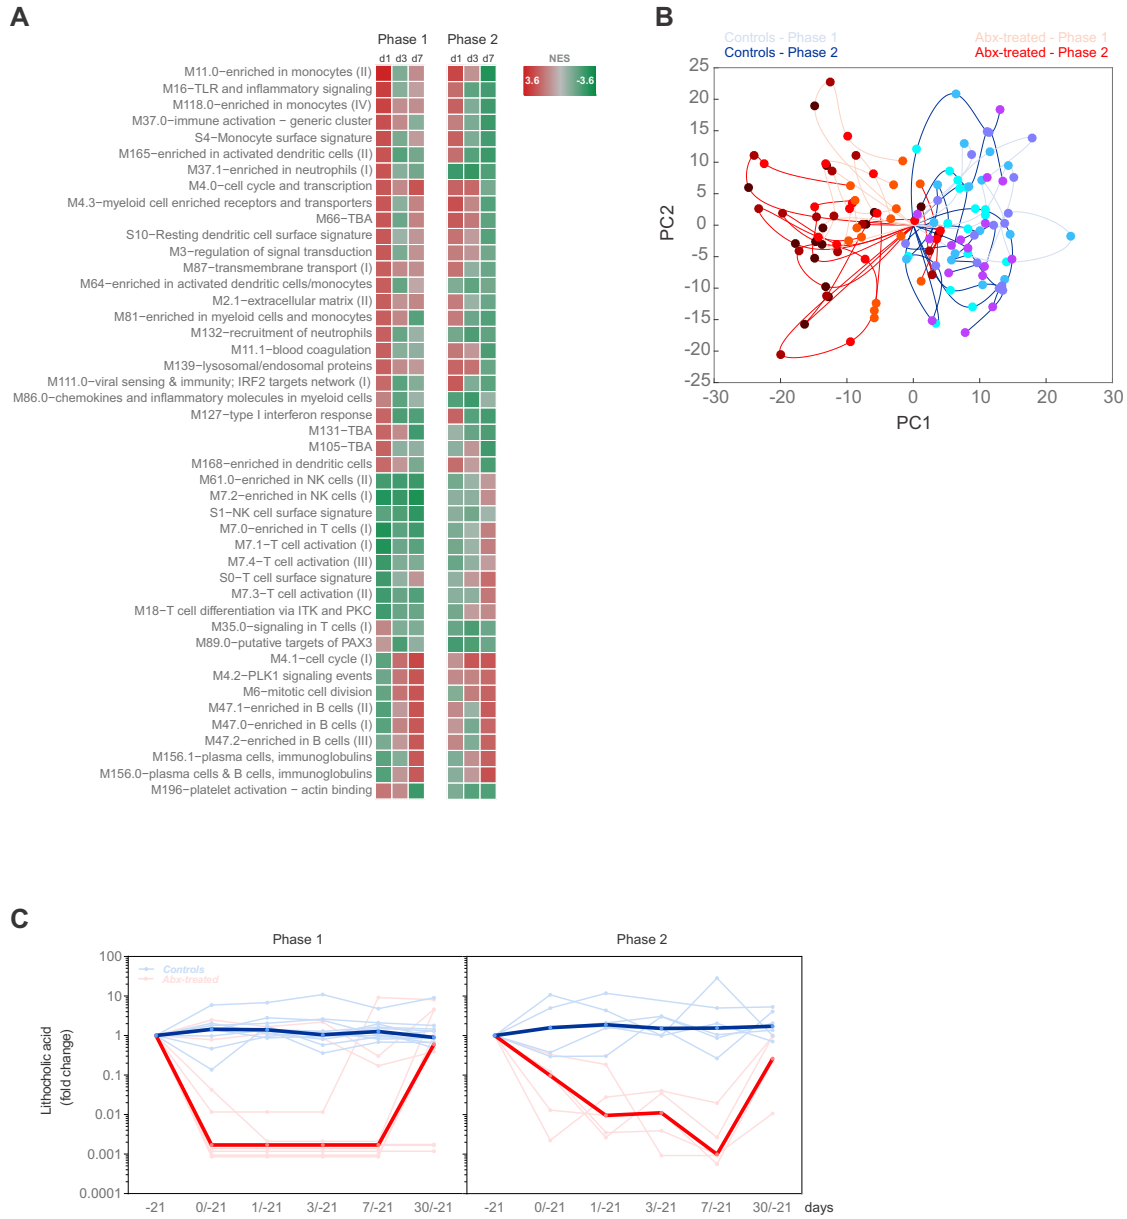 A
Phase 1 Phase 2
d1 d3 d7 d1 d3 d7
NES
3.6 -3.6
M11.0−enriched in monocytes (II)
M16−TLR and inflammatory signaling
M118.0−enriched in monocytes (IV)
M37.0−immune activation − generic cluster
S4−Monocyte surface signature
M165−enriched in activated dendritic cells (II)
M37.1−enriched in neutrophils (I)
M4.0−cell cycle and transcription
M4.3−myeloid cell enriched receptors and transporters
M66−TBA
S10−Resting dendritic cell surface signature
M3−regulation of signal transduction
M87−transmembrane transport (I)
M64−enriched in activated dendritic cells/monocytes
M2.1−extracellular matrix (II)
M81−enriched in myeloid cells and monocytes
M132−recruitment of neutrophils
M11.1−blood coagulation
M139−lysosomal/endosomal proteins
M111.0−viral sensing & immunity; IRF2 targets network (I)
M86.0−chemokines and inflammatory molecules in myeloid cells
M127−type I interferon response
M131−TBA
M105−TBA
M168−enriched in dendritic cells
M61.0−enriched in NK cells (II)
M7.2−enriched in NK cells (I)
S1−NK cell surface signature
M7.0−enriched in T cells (I)
M7.1−T cell activation (I)
M7.4−T cell activation (III)
S0−T cell surface signature
M7.3−T cell activation (II)
M18−T cell differentiation via ITK and PKC
M35.0−signaling in T cells (I)
M89.0−putative targets of PAX3
M4.1−cell cycle (I)
M4.2−PLK1 signaling events
M6−mitotic cell division
M47.1−enriched in B cells (II)
M47.0−enriched in B cells (I)
M47.2−enriched in B cells (III)
M156.1−plasma cells, immunoglobulins
M156.0−plasma cells & B cells, immunoglobulins
M196−platelet activation − actin binding
B
Controls - Phase 1 Abx-treated - Phase 1
Controls - Phase 2 Abx-treated - Phase 2
25
20
15
10
5
0
-5
-10
-15
-20
-25
PC2
-30 -20 -10 0 10 20 30
PC1
C
Phase 1 Phase 2
Controls
Abx-treated
100
10
1
0.1
0.01
0.001
0.0001
Lithocholic acid
(fold change)
-21 0/-21 1/-21 3/-21 7/-21 30/-21 -21 0/-21 1/-21 3/-21 7/-21 30/-21 days